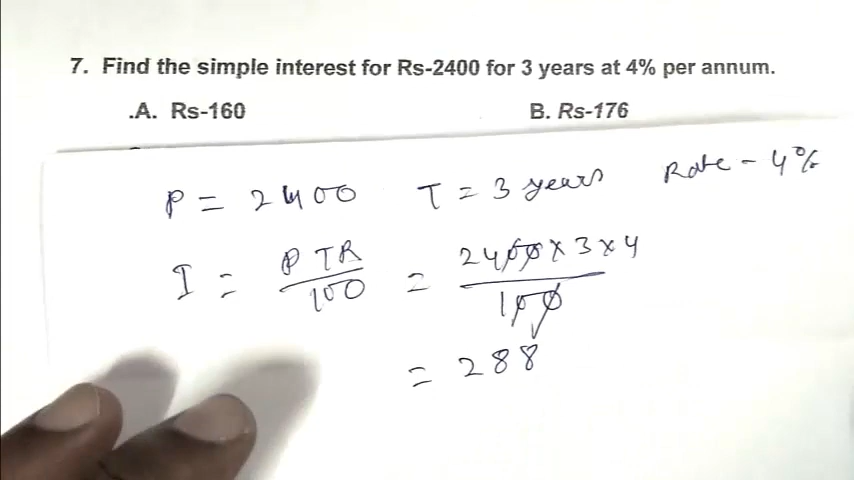 7. Find the simple interest for Rs-2400 for 3 years at 4% per annum.
.A. Rs-160 B. Rs-176
P = 2400 T = 3 years Rate - 4%
I = PTR/100 = 2400 x 3 x 4/100
= 288